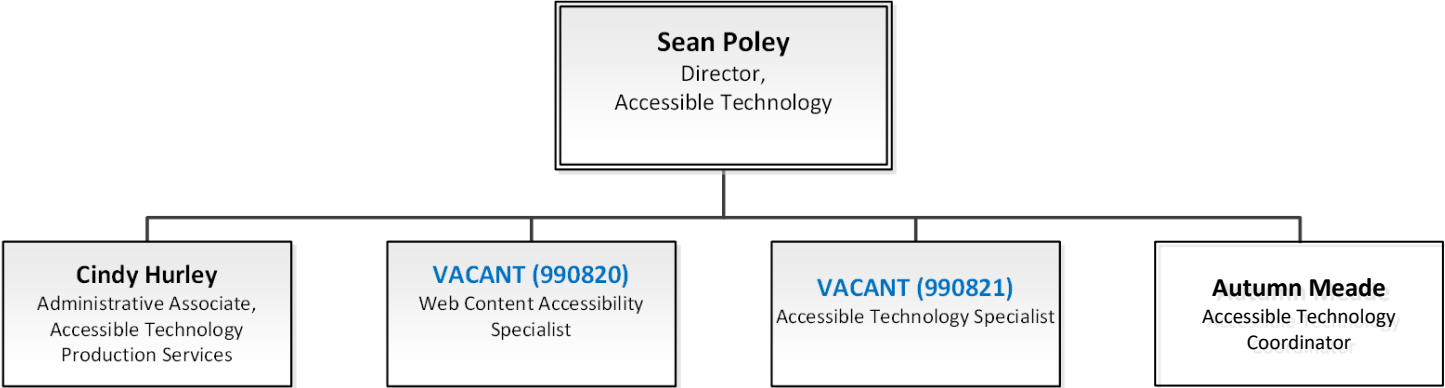 Sean Poley
Director,
Accessible Technology
Cindy Hurley
Administrative Associate,
Accessible Technology
Production Services
VACANT (990820)
Web Content Accessibility
Specialist
VACANT (990821)
Accessible Technology Specialist
Autumn Meade
Accessible Technology
Coordinator